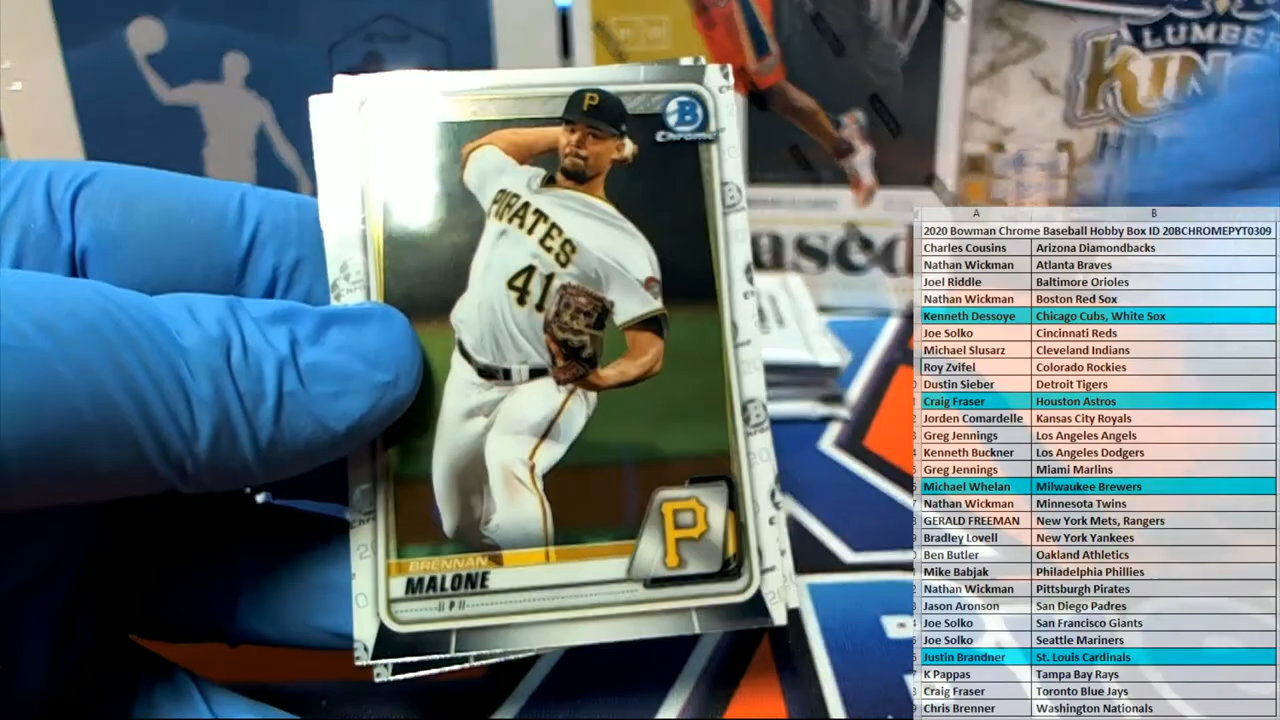 LUMBER
KINGS
ased
P
B
Chrome
PIRATES
41
P
BRENNAN
MALONE
P
A B
2020 Bowman Chrome Baseball Hobby Box ID 20BCHROMEPYT0309
Charles Cousins Arizona Diamondbacks
Nathan Wickman Atlanta Braves
Joel Riddle Baltimore Orioles
Nathan Wickman Boston Red Sox
Kenneth Dessoye Chicago Cubs, White Sox
Joe Solko Cincinnati Reds
Michael Slusarz Cleveland Indians
Roy Zvifel Colorado Rockies
Dustin Sieber Detroit Tigers
Craig Fraser Houston Astros
Jorden Comardelle Kansas City Royals
Greg Jennings Los Angeles Angels
Kenneth Buckner Los Angeles Dodgers
Greg Jennings Miami Marlins
Michael Whelan Milwaukee Brewers
Nathan Wickman Minnesota Twins
GERALD FREEMAN New York Mets, Rangers
Bradley Lovell New York Yankees
Ben Butler Oakland Athletics
Mike Babjak Philadelphia Phillies
Nathan Wickman Pittsburgh Pirates
Jason Aronson San Diego Padres
Joe Solko San Francisco Giants
Joe Solko Seattle Mariners
Justin Brandner St. Louis Cardinals
K Pappas Tampa Bay Rays
Craig Fraser Toronto Blue Jays
Chris Brenner Washington Nationals